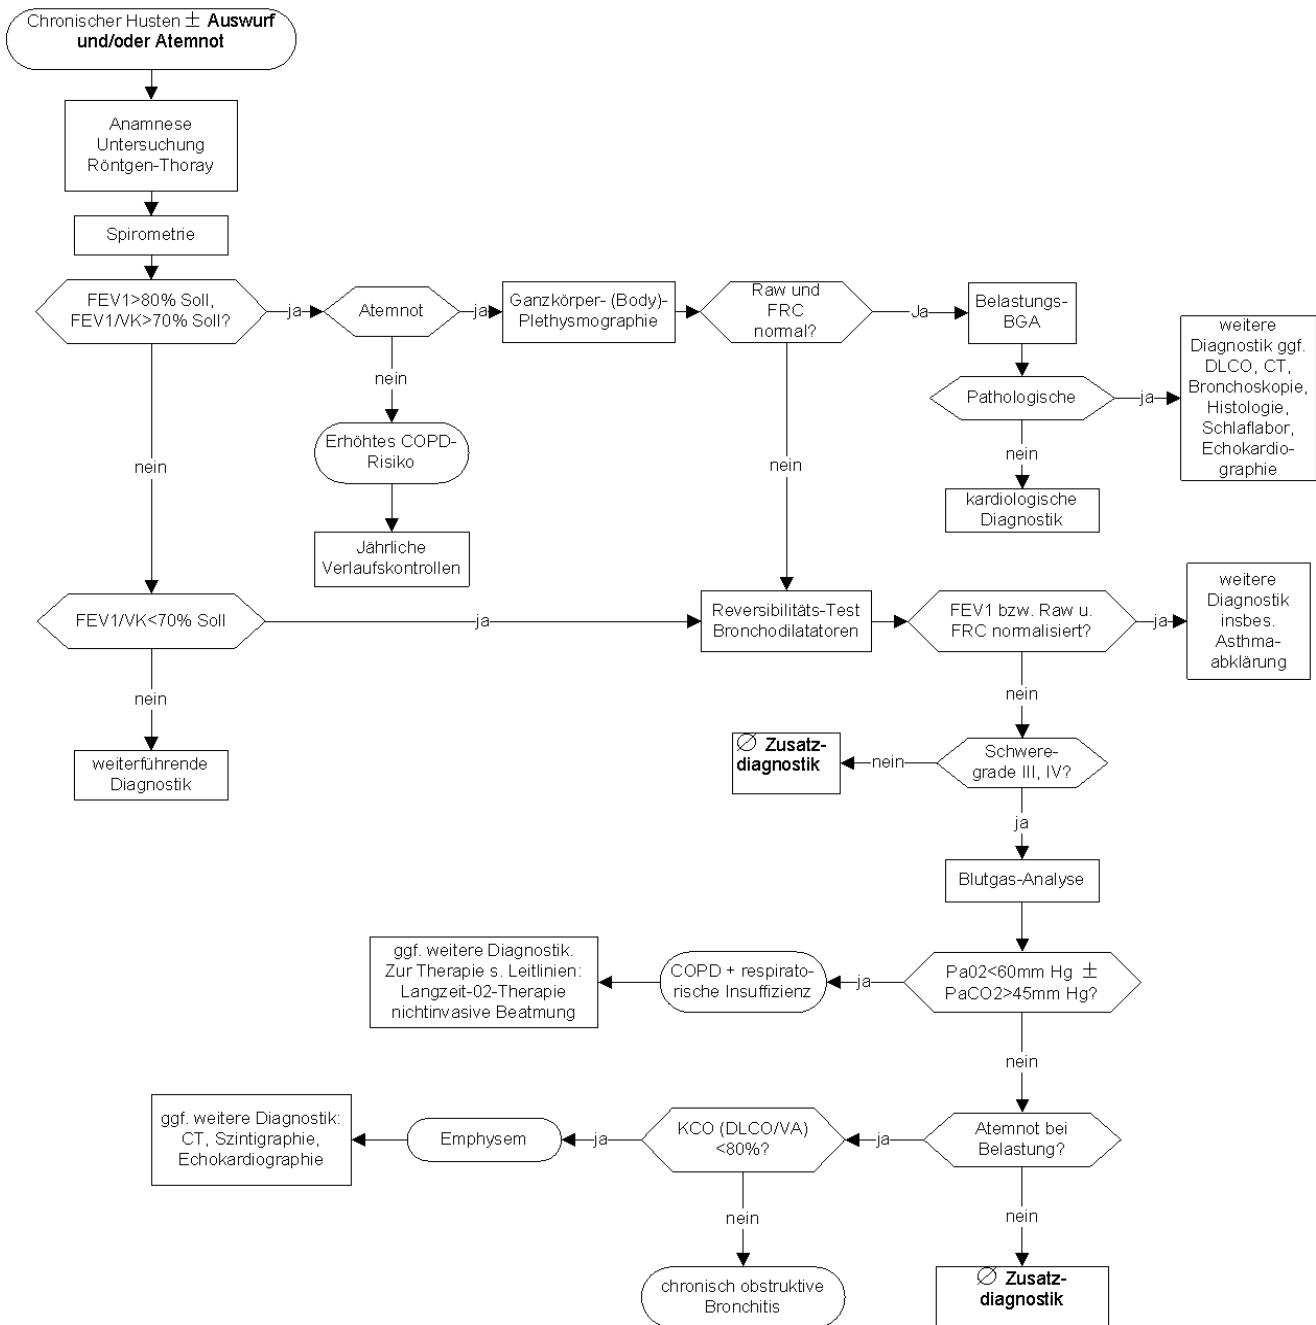 Chronischer Husten ± Auswurf
und/oder Atemnot
Anamnese
Untersuchung
Röntgen-Thoray
Spirometrie
FEV1>80% Soll,
FEV1/VK>70% Soll?
ja
Atemnot
ja
Ganzkörper- (Body)-
Plethysmographie
Raw und
FRC
normal?
Ja
Belastungs-
BGA
Pathologische
ja
weitere
Diagnostik ggf.
DLCO, CT,
Bronchoskopie,
Histologie,
Schlaflabor,
Echokardio-
graphie
nein
kardiologische
Diagnostik
nein
Erhöhtes COPD-
Risiko
Jährliche
Verlaufskontrollen
nein
nein
FEV1/VK<70% Soll
ja
Reversibilitäts-Test
Bronchodilatatoren
FEV1 bzw. Raw u.
FRC normalisiert?
ja
weitere
Diagnostik
insbes.
Asthma-
abklärung
nein
weiterführende
Diagnostik
nein
Schwere-
grade III, IV?
nein
∅ Zusatz-
diagnostik
ja
Blutgas-Analyse
Pa02<60mm Hg ±
PaCO2>45mm Hg?
ja
COPD + respirato-
rische Insuffizienz
ggf. weitere Diagnostik.
Zur Therapie s. Leitlinien:
Langzeit-02-Therapie
nichtinvasive Beatmung
nein
Atemnot bei
Belastung?
ja
KCO (DLCO/VA)
<80%?
ja
Emphysem
ggf. weitere Diagnostik:
CT, Szintigraphie,
Echokardiographie
nein
chronisch obstruktive
Bronchitis
nein
∅ Zusatz-
diagnostik